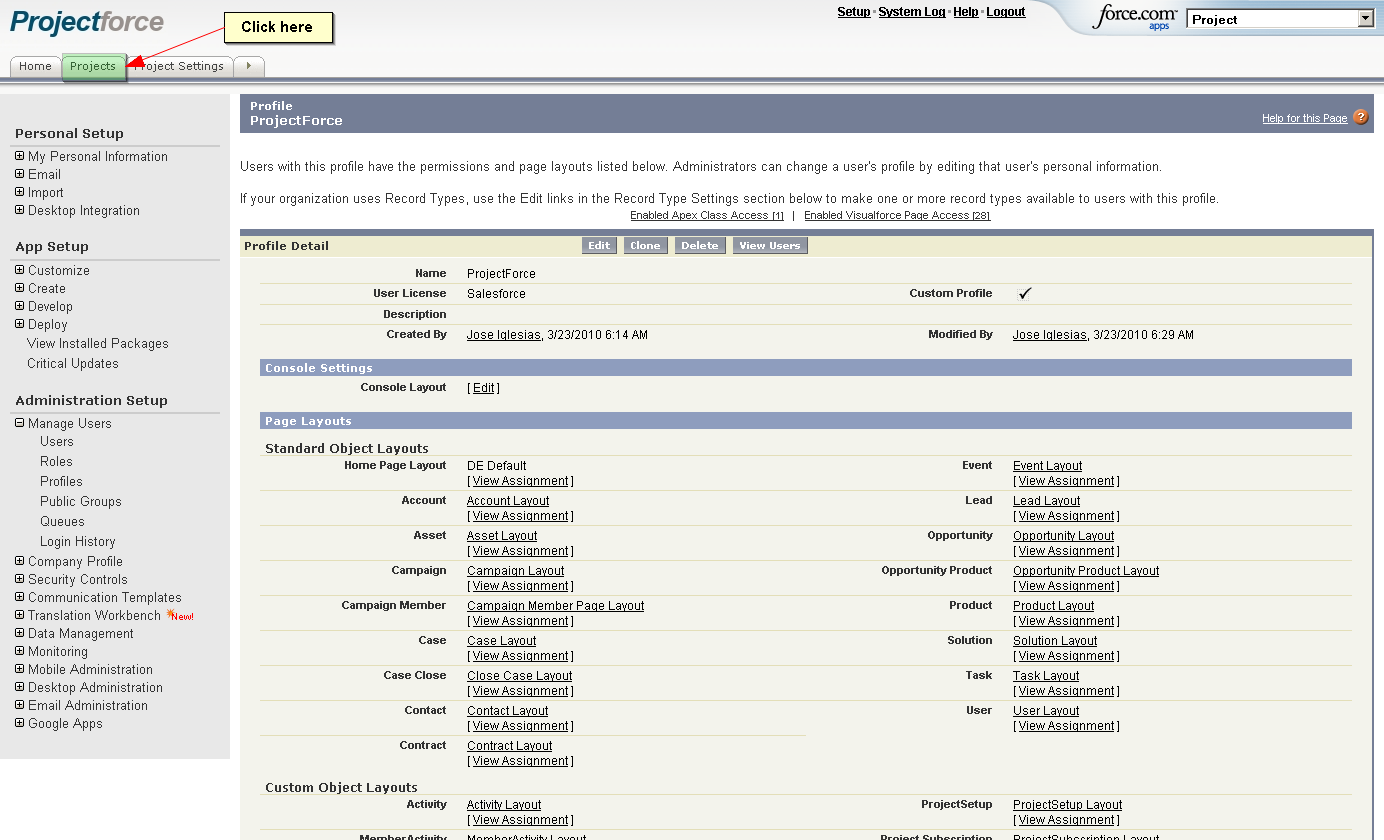 Projectforce
Click here
Setup · System Log · Help · Logout
force.com
apps
Project
Home
Projects
Project Settings
Personal Setup
My Personal Information
Email
Import
Desktop Integration
App Setup
Customize
Create
Develop
Deploy
View Installed Packages
Critical Updates
Administration Setup
Manage Users
Users
Roles
Profiles
Public Groups
Queues
Login History
Company Profile
Security Controls
Communication Templates
Translation Workbench New!
Data Management
Monitoring
Mobile Administration
Desktop Administration
Email Administration
Google Apps
Profile
ProjectForce
Help for this Page ?
Users with this profile have the permissions and page layouts listed below. Administrators can change a user's profile by editing that user's personal information.
If your organization uses Record Types, use the Edit links in the Record Type Settings section below to make one or more record types available to users with this profile.
Enabled Apex Class Access [1] | Enabled Visualforce Page Access [28]
Profile Detail Edit Clone Delete View Users
Name ProjectForce
User License Salesforce Custom Profile ✓
Description
Created By Jose Iglesias, 3/23/2010 6:14 AM Modified By Jose Iglesias, 3/23/2010 6:29 AM
Console Settings
Console Layout [ Edit ]
Page Layouts
Standard Object Layouts
Home Page Layout DE Default Event Event Layout
[ View Assignment ] [ View Assignment ]
Account Account Layout Lead Lead Layout
[ View Assignment ] [ View Assignment ]
Asset Asset Layout Opportunity Opportunity Layout
[ View Assignment ] [ View Assignment ]
Campaign Campaign Layout Opportunity Product Opportunity Product Layout
[ View Assignment ] [ View Assignment ]
Campaign Member Campaign Member Page Layout Product Product Layout
[ View Assignment ] [ View Assignment ]
Case Case Layout Solution Solution Layout
[ View Assignment ] [ View Assignment ]
Case Close Close Case Layout Task Task Layout
[ View Assignment ] [ View Assignment ]
Contact Contact Layout User User Layout
[ View Assignment ] [ View Assignment ]
Contract Contract Layout
[ View Assignment ]
Custom Object Layouts
Activity Activity Layout ProjectSetup ProjectSetup Layout
[ View Assignment ] [ View Assignment ]
MemberActivity MemberActivity Layout Project Subscription ProjectSubscription Layout